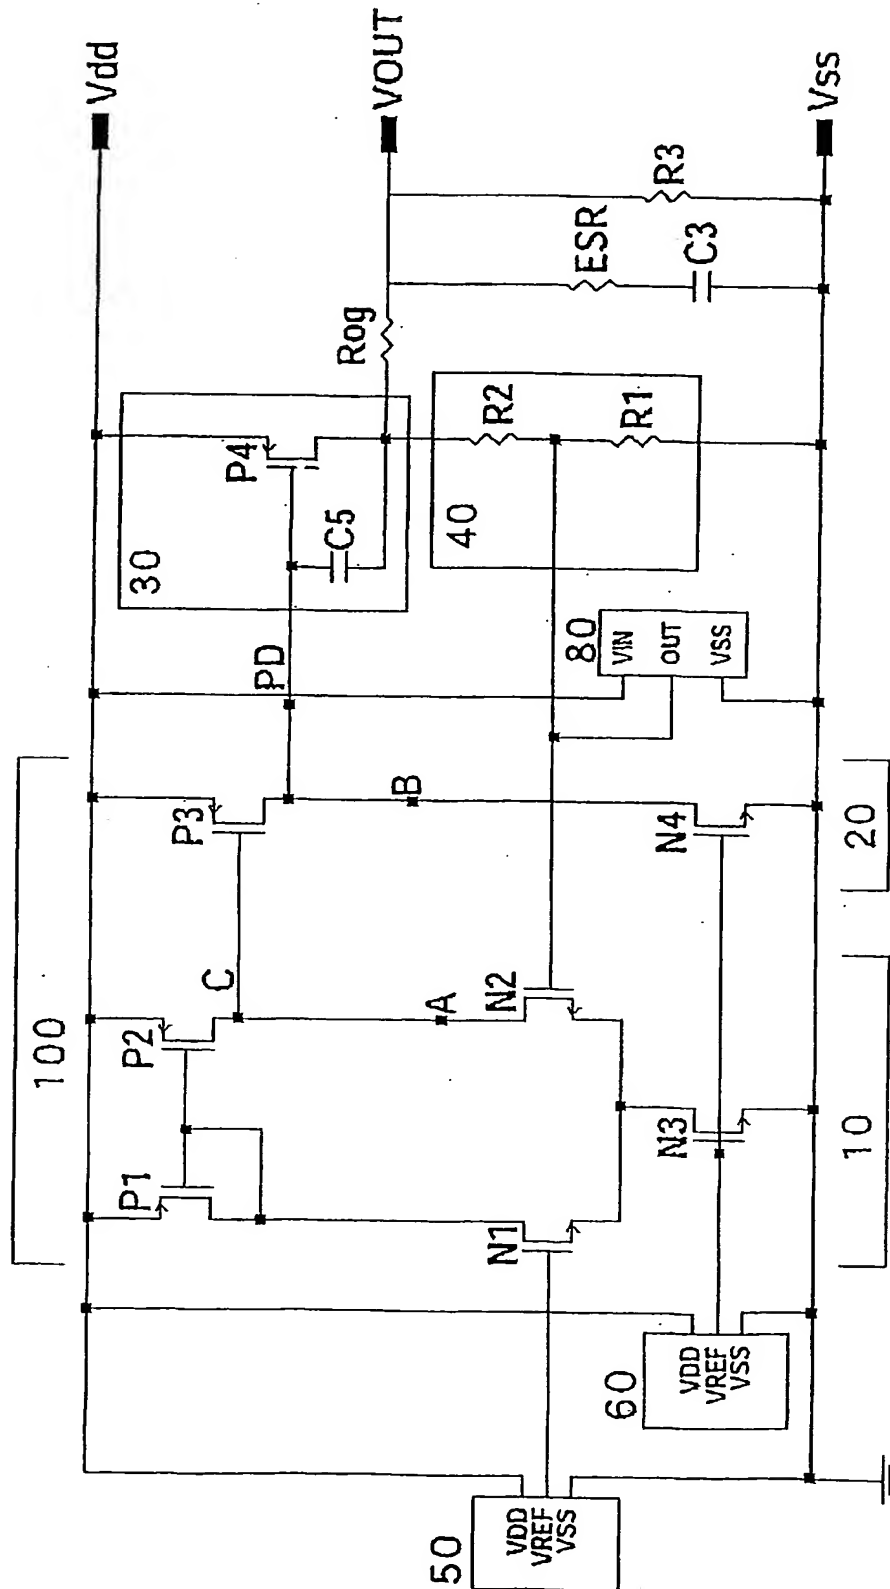 100
Vdd
P1
P2
P3
P4
30
C
PD
C5
Rog
VOUT
A
B
40
R2
R1
ESR
C3
R3
N1
N2
N3
N4
80
VIN
OUT
VSS
50
VDD
VREF
VSS
60
VDD
VREF
VSS
10
20
Vss